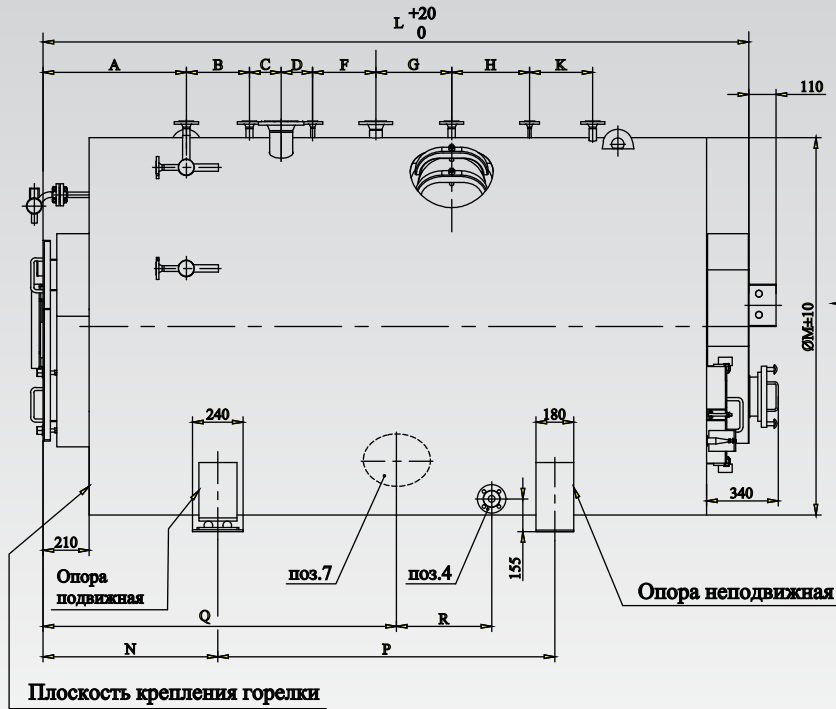 L +20
0
A B C D F G H K
110
ØM±10
240
180
340
210
155
Опора
подвижная
поз.7
поз.4
Опора неподвижная
Q
R
N
P
Плоскость крепления горелки